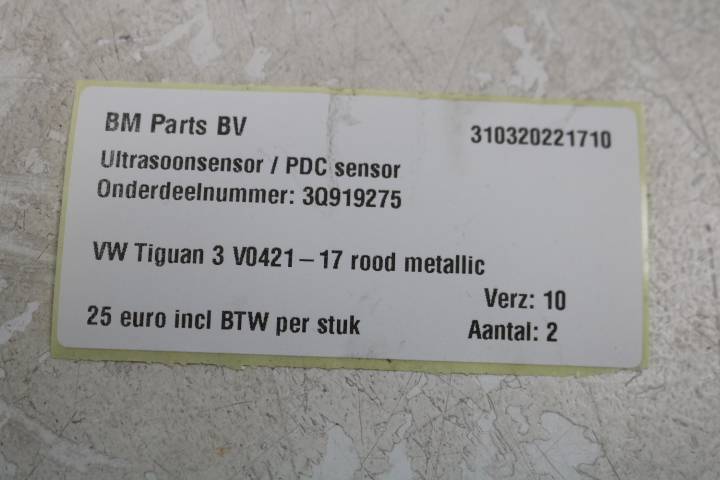 BM Parts BV 310320221710
Ultrasoonsensor / PDC sensor
Onderdeelnummer: 3Q919275
VW Tiguan 3 V0421–17 rood metallic
Verz: 10
25 euro incl BTW per stuk Aantal: 2